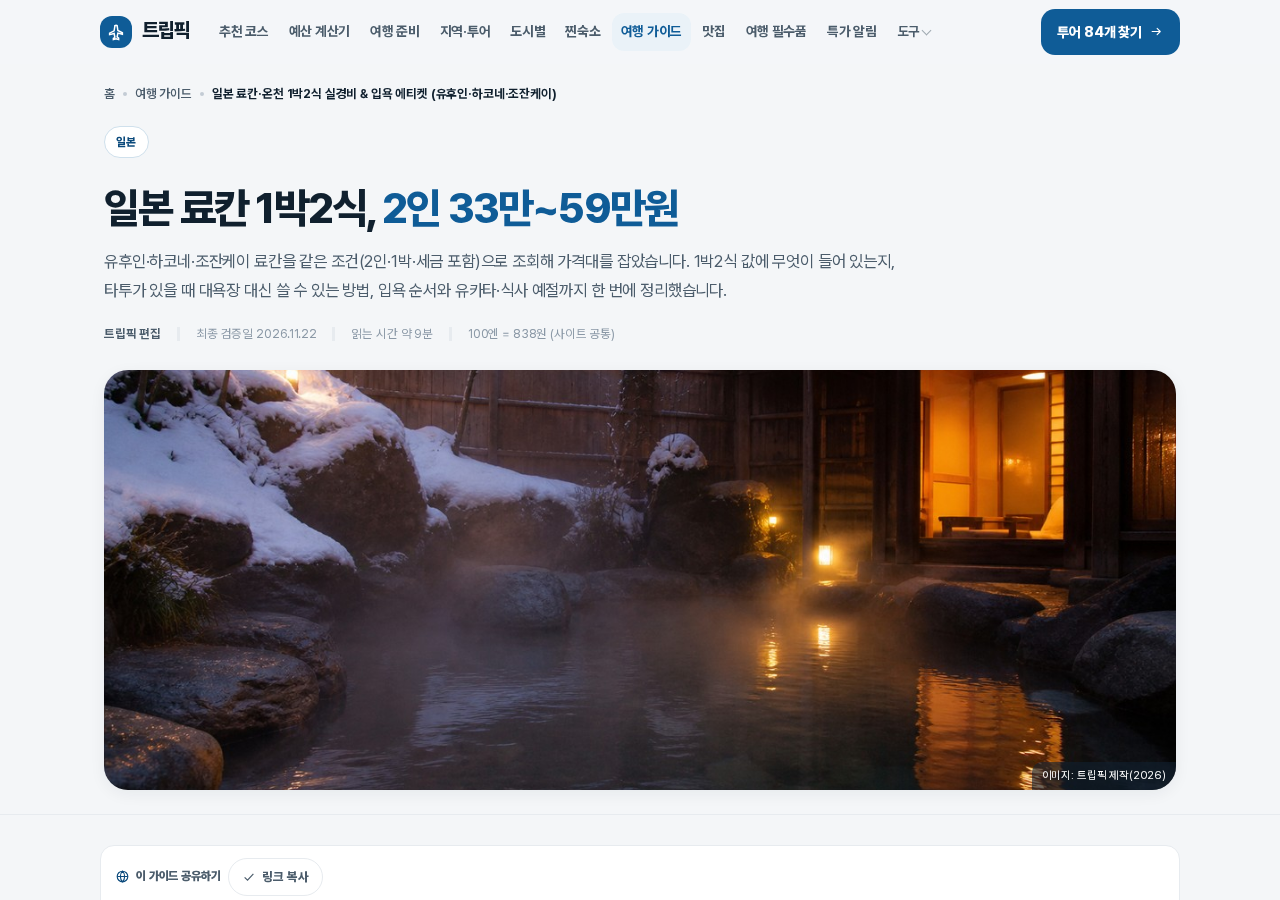 트립픽
추천 코스
예산 계산기
여행 준비
지역·투어
도시별
찐숙소
여행 가이드
맛집
여행 필수품
특가 알림
도구
투어 84개 찾기 →
홈 • 여행 가이드 • 일본 료칸·온천 1박2식 실경비 & 입욕 에티켓 (유후인·하코네·조잔케이)
일본
일본 료칸 1박2식, 2인 33만~59만원
유후인·하코네·조잔케이 료칸을 같은 조건(2인·1박·세금 포함)으로 조회해 가격대를 잡았습니다. 1박2식 값에 무엇이 들어 있는지,
타투가 있을 때 대욕장 대신 쓸 수 있는 방법, 입욕 순서와 유카타·식사 예절까지 한 번에 정리했습니다.
트립픽 편집 | 최종 검증일 2026.11.22 | 읽는 시간 약 9분 | 100엔 = 838원 (사이트 공통)
이미지: 트립픽 제작(2026)
이 가이드 공유하기
링크 복사